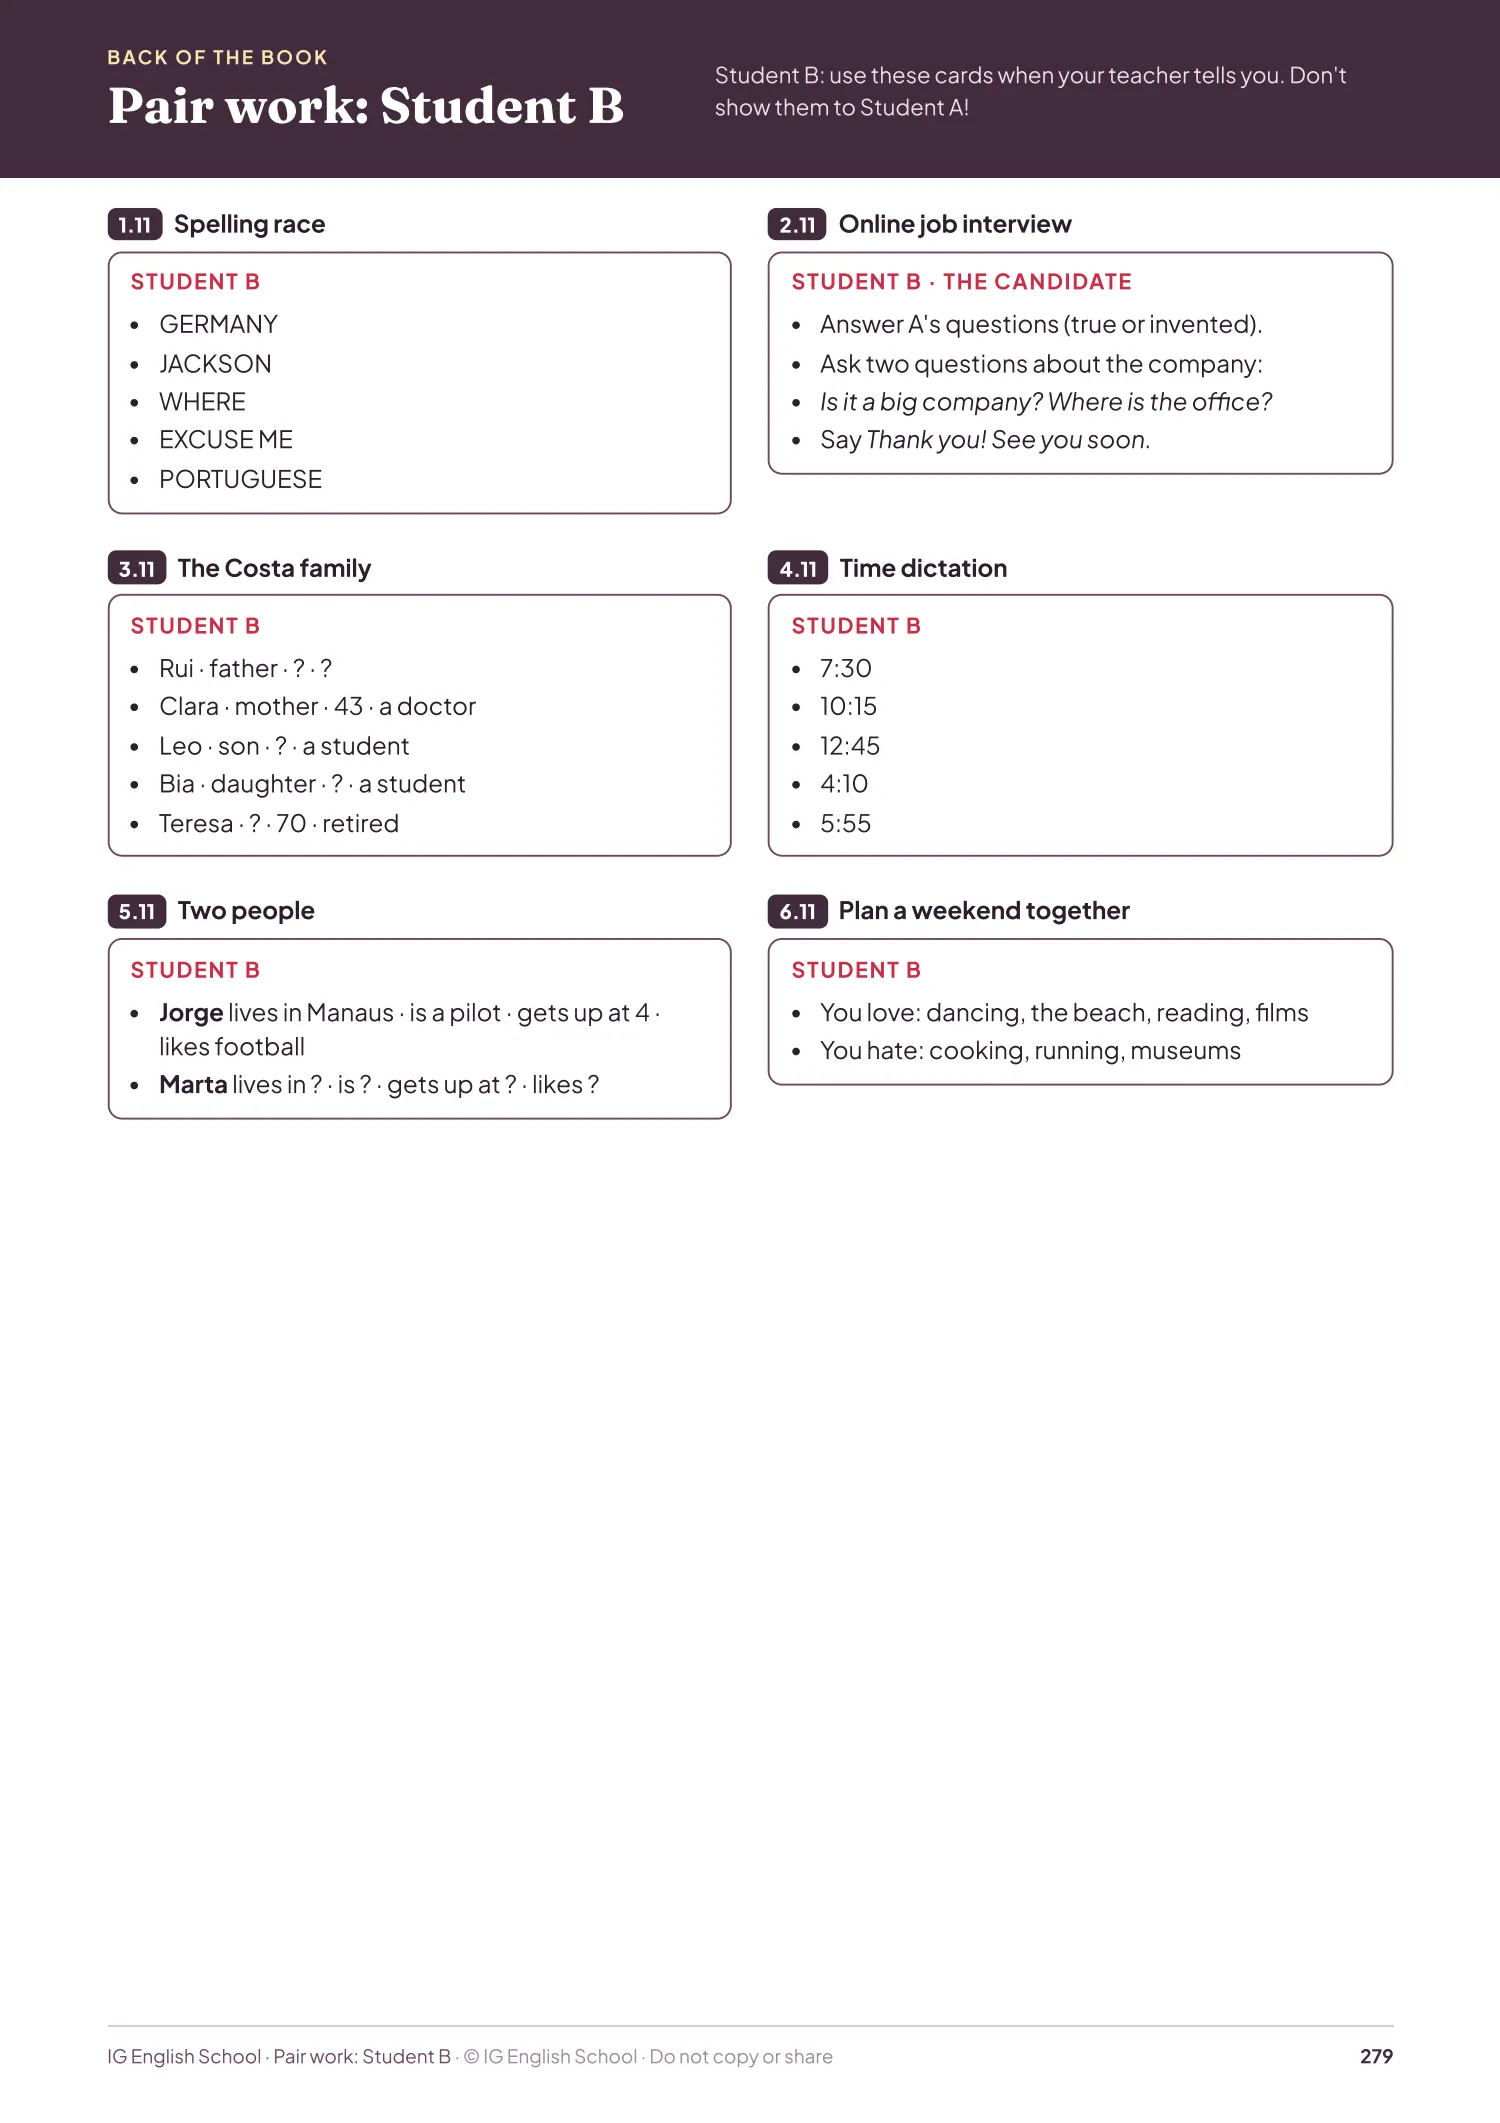 BACK OF THE BOOK
Pair work: Student B
Student B: use these cards when your teacher tells you. Don't
show them to Student A!
1.11 Spelling race
STUDENT B
• GERMANY
• JACKSON
• WHERE
• EXCUSE ME
• PORTUGUESE
2.11 Online job interview
STUDENT B · THE CANDIDATE
• Answer A's questions (true or invented).
• Ask two questions about the company:
• Is it a big company? Where is the office?
• Say Thank you! See you soon.
3.11 The Costa family
STUDENT B
• Rui · father · ? · ?
• Clara · mother · 43 · a doctor
• Leo · son · ? · a student
• Bia · daughter · ? · a student
• Teresa · ? · 70 · retired
4.11 Time dictation
STUDENT B
• 7:30
• 10:15
• 12:45
• 4:10
• 5:55
5.11 Two people
STUDENT B
• Jorge lives in Manaus · is a pilot · gets up at 4 ·
likes football
• Marta lives in ? · is ? · gets up at ? · likes ?
6.11 Plan a weekend together
STUDENT B
• You love: dancing, the beach, reading, films
• You hate: cooking, running, museums
IG English School · Pair work: Student B · © IG English School · Do not copy or share
279